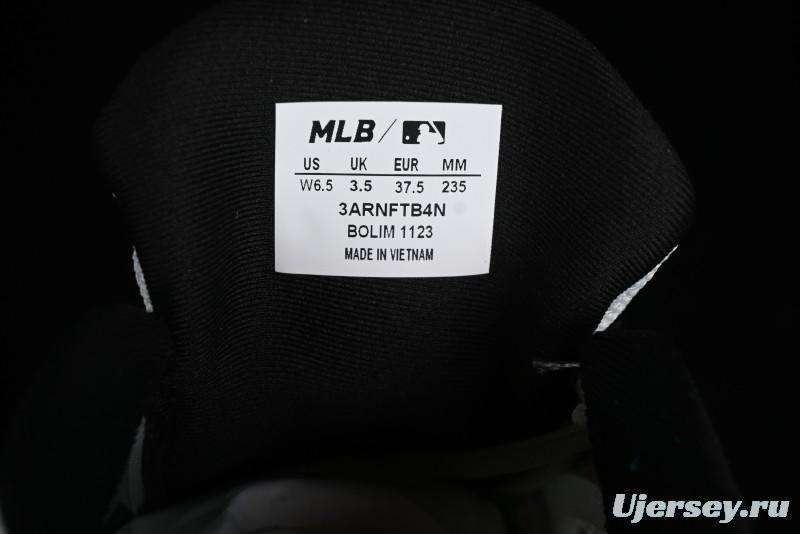 MLB /
US UK EUR MM
W6.5 3.5 37.5 235
3ARNFTB4N
BOLIM 1123
MADE IN VIETNAM
Ujersey.ru